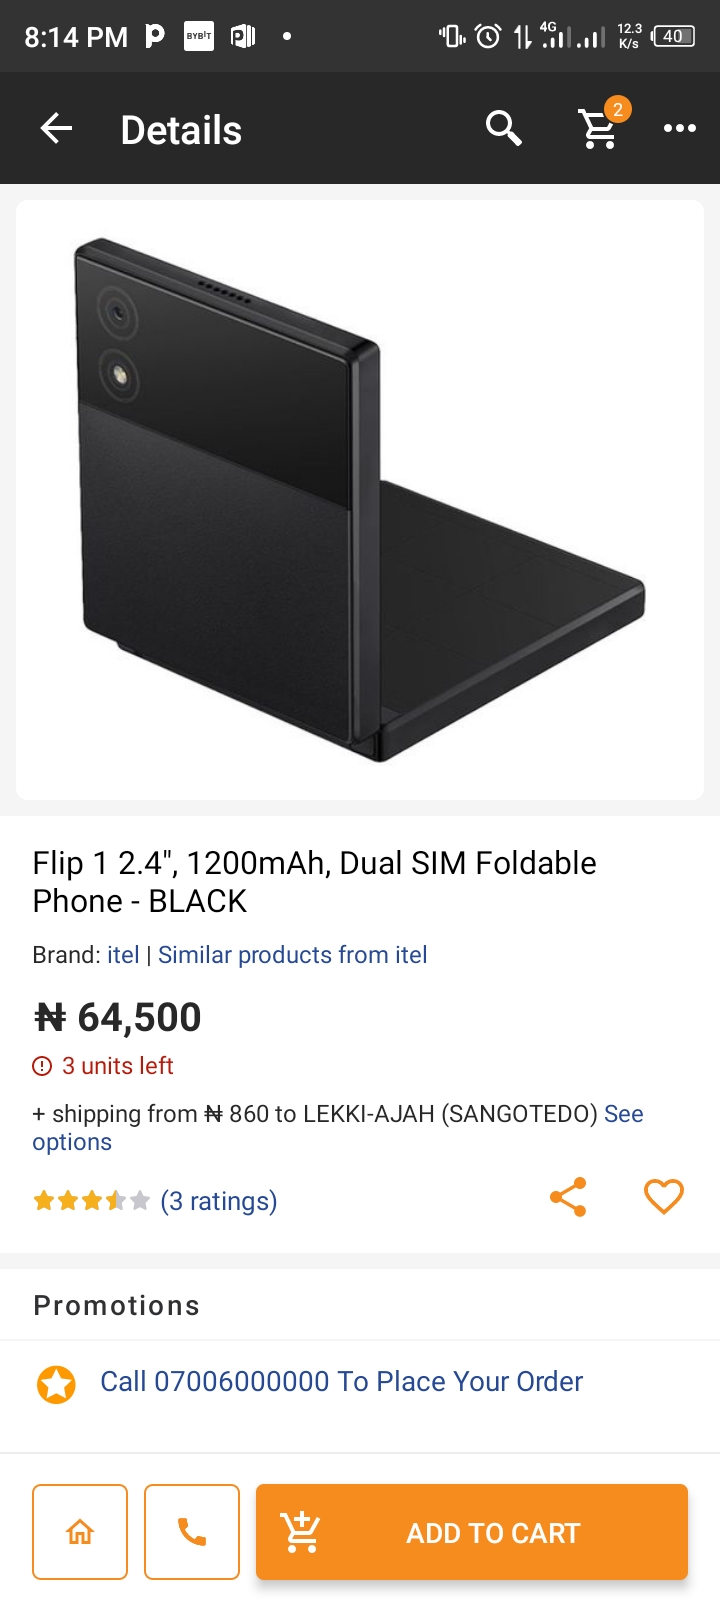 8:14 PM BYBIT 4G 12.3 K/s 40
Details 2
Flip 1 2.4", 1200mAh, Dual SIM Foldable
Phone - BLACK
Brand: itel | Similar products from itel
₦ 64,500
3 units left
+ shipping from ₦ 860 to LEKKI-AJAH (SANGOTEDO) See
options
(3 ratings)
Promotions
Call 07006000000 To Place Your Order
ADD TO CART